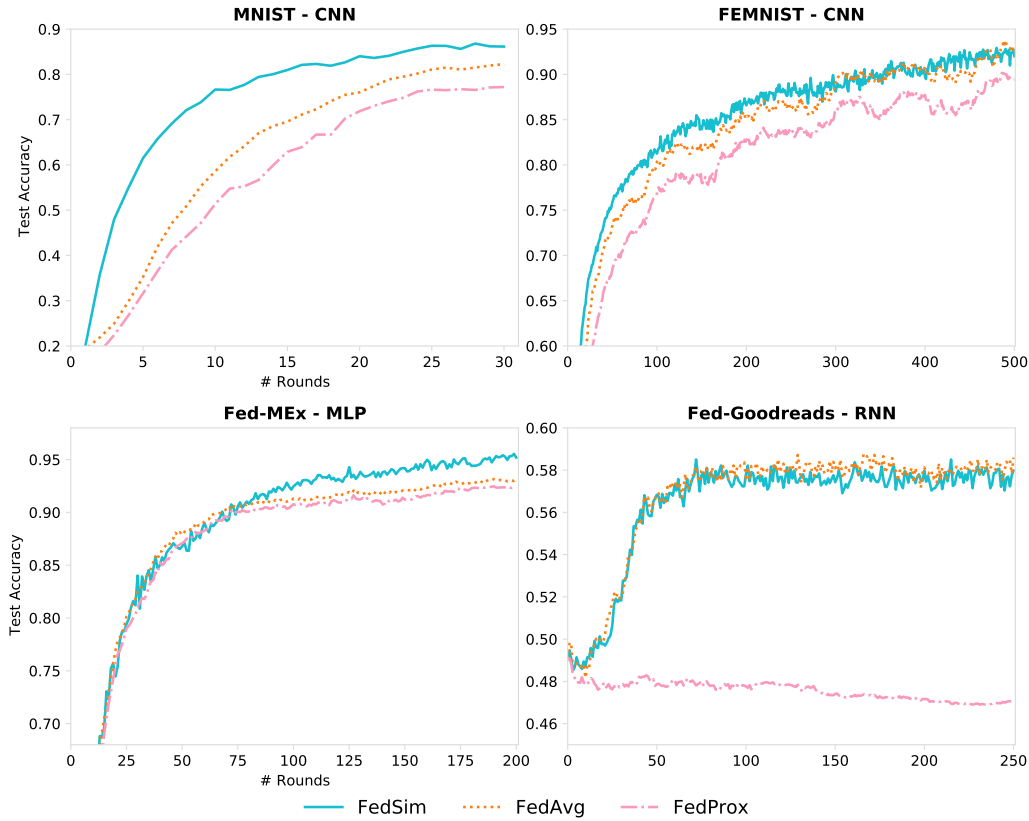 MNIST - CNN
FEMNIST - CNN
0.9
0.8
0.7
0.6
0.5
0.4
0.3
0.2
Test Accuracy
0 5 10 15 20 25 30
# Rounds
0.95
0.90
0.85
0.80
0.75
0.70
0.65
0.60
0 100 200 300 400 500
Fed-MEx - MLP
Fed-Goodreads - RNN
0.95
0.90
0.85
0.80
0.75
0.70
Test Accuracy
0 25 50 75 100 125 150 175 200
# Rounds
0.60
0.58
0.56
0.54
0.52
0.50
0.48
0.46
0 50 100 150 200 250
FedSim FedAvg FedProx